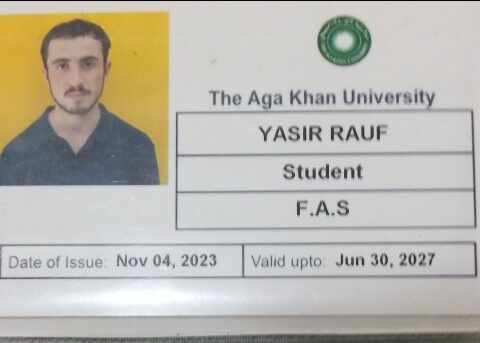 The Aga Khan University
YASIR RAUF
Student
F.A.S
Date of Issue: Nov 04, 2023
Valid upto: Jun 30, 2027